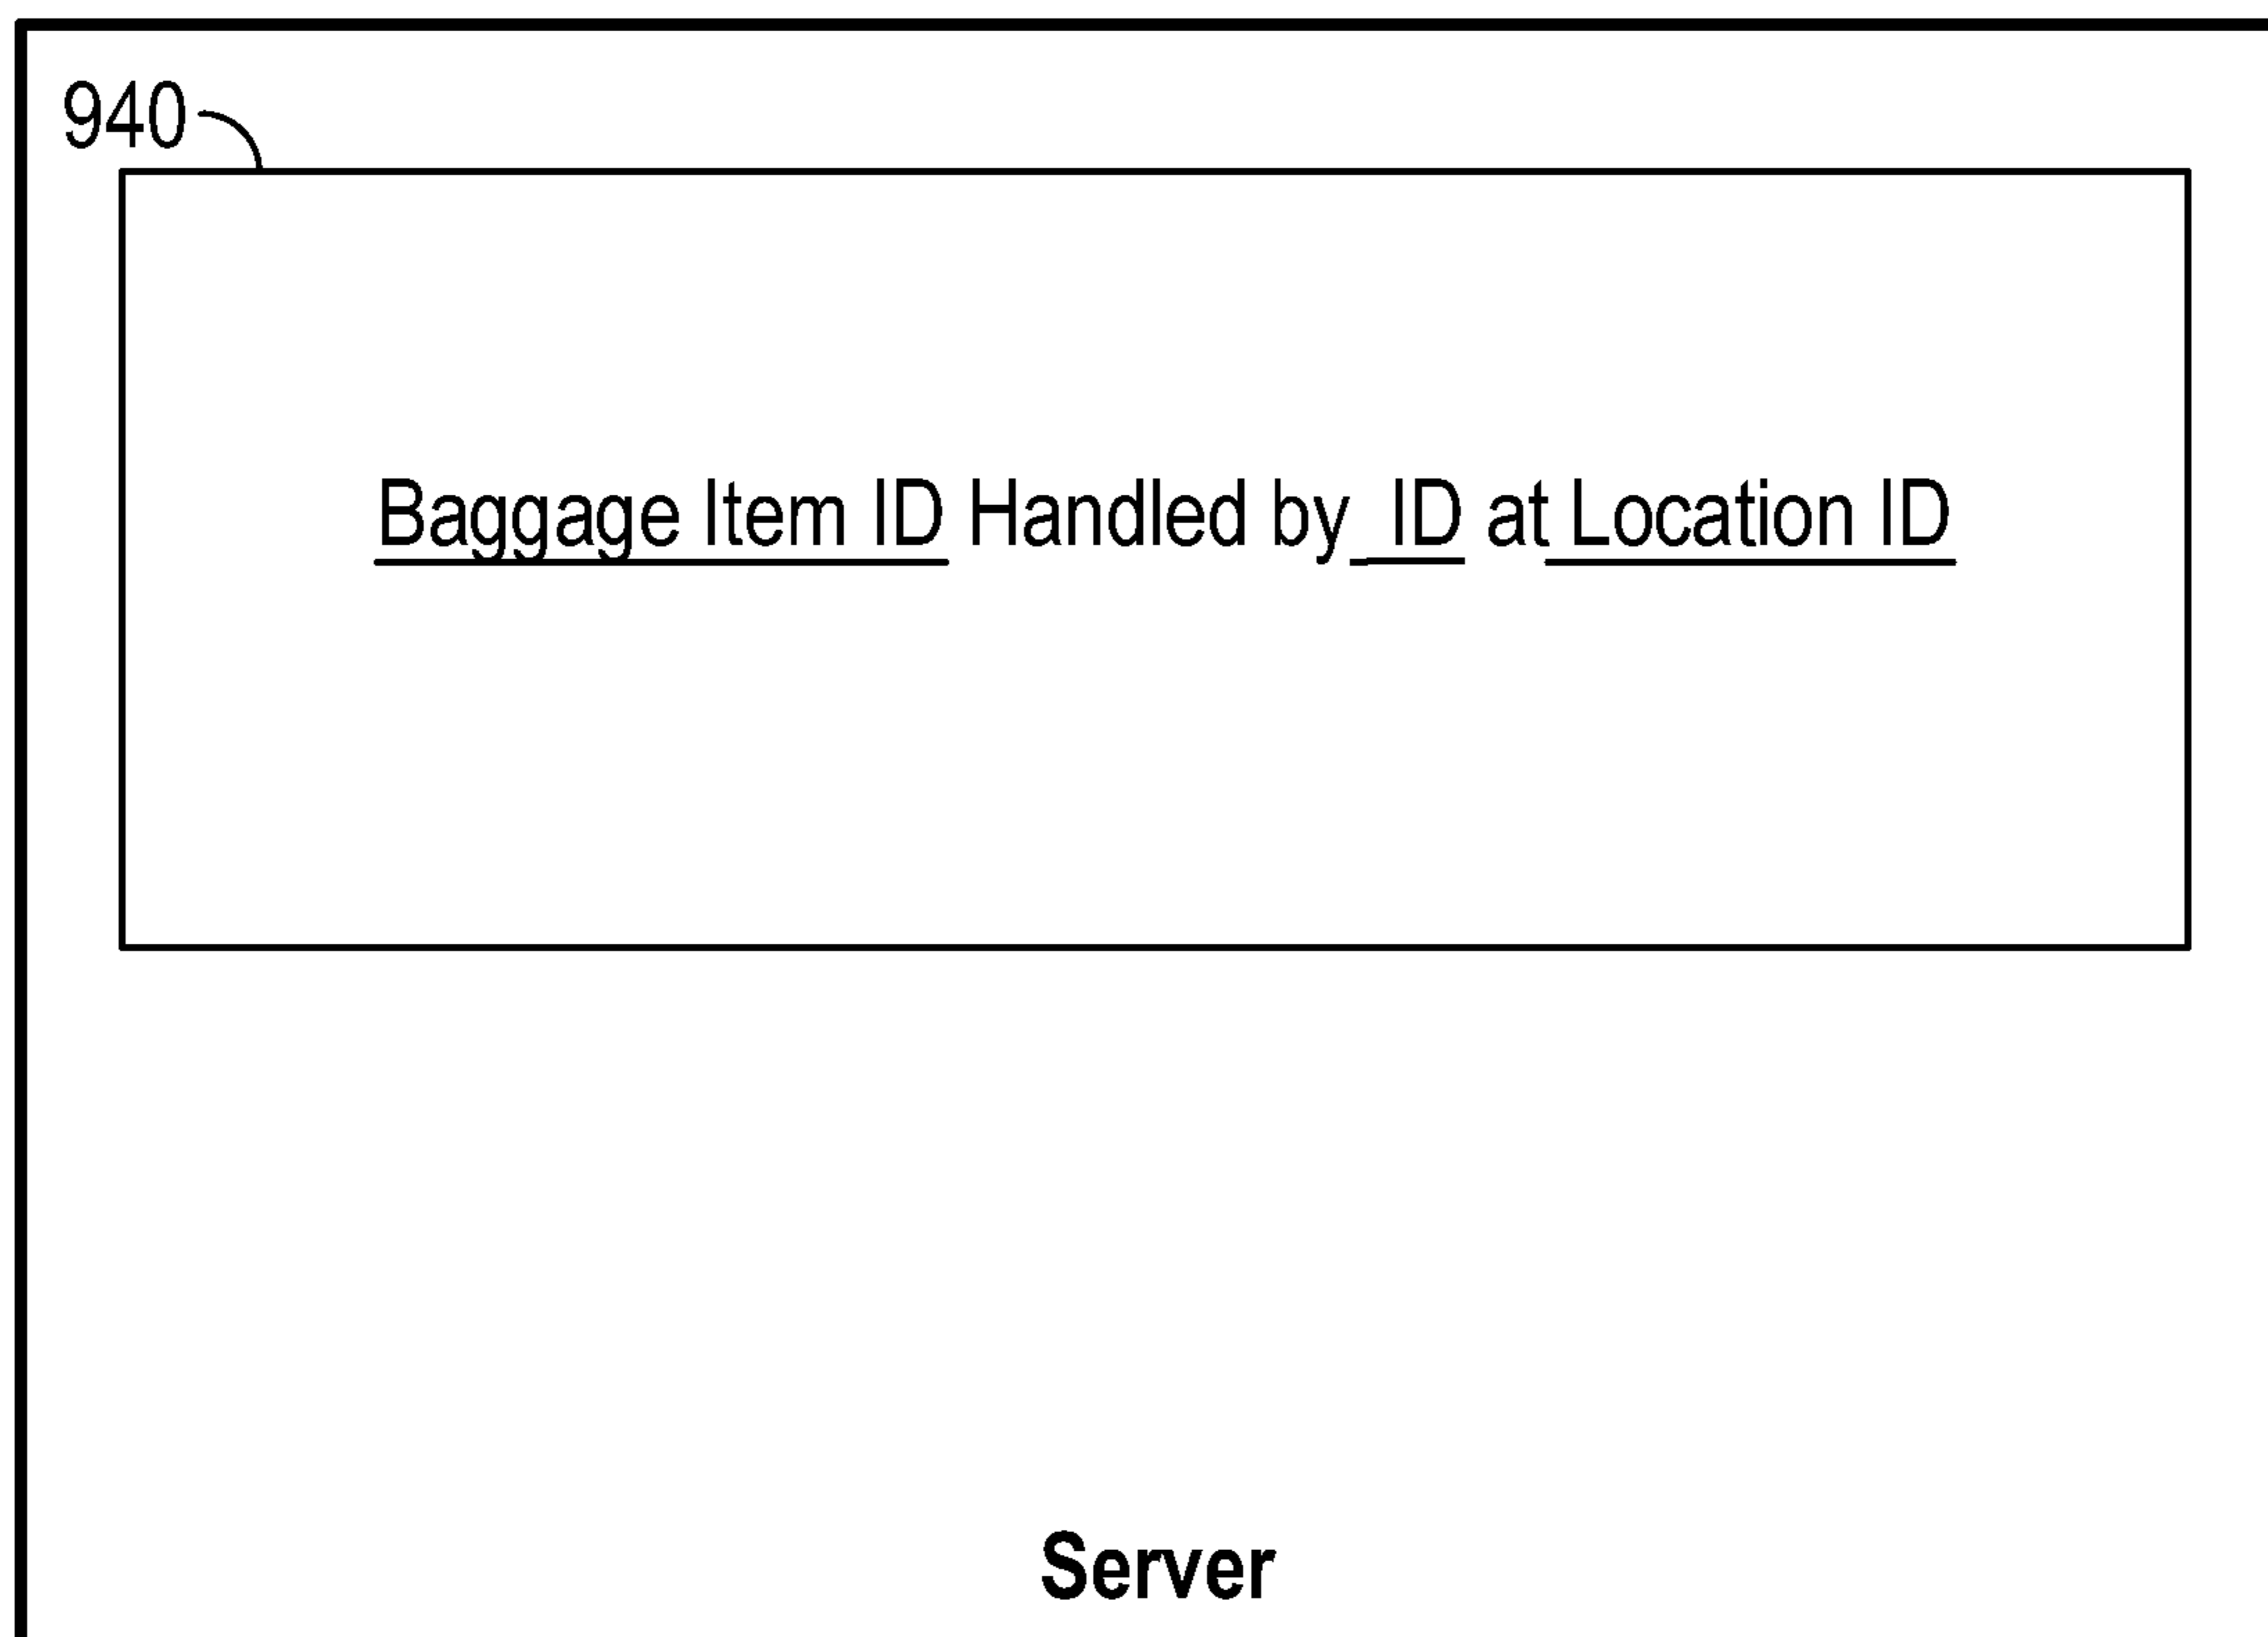 940
Baggage Item ID Handled by ID at Location ID
Server